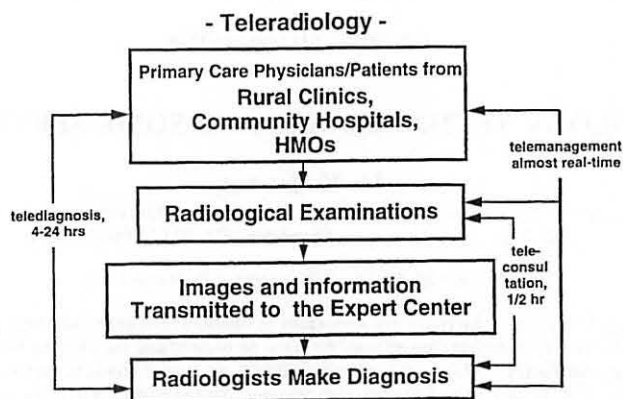 - Teleradiology -
Primary Care Physicians/Patients from
Rural Clinics,
Community Hospitals,
HMOs
telemanagement
almost real-time
telediagnosis,
4-24 hrs
Radiological Examinations
tele-
consul
tation,
1/2 hr
Images and information
Transmitted to the Expert Center
Radiologists Make Diagnosis